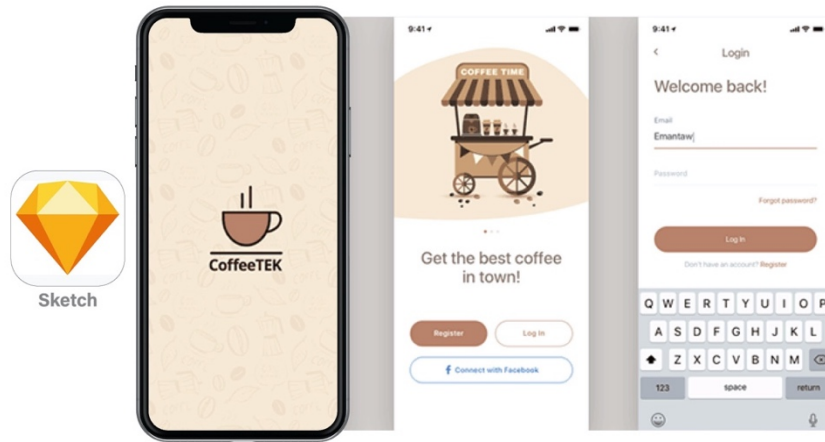 Sketch
CoffeeTEK
9:41
COFFEE TIME
Get the best coffee
in town!
Register
Log In
f Connect with Facebook
9:41
Login
Welcome back!
Email
Emantaw
Password
Forgot password?
Log In
Don't have an account? Register
Q W E R T Y U I O P
A S D F G H J K L
Z X C V B N M
123 space return